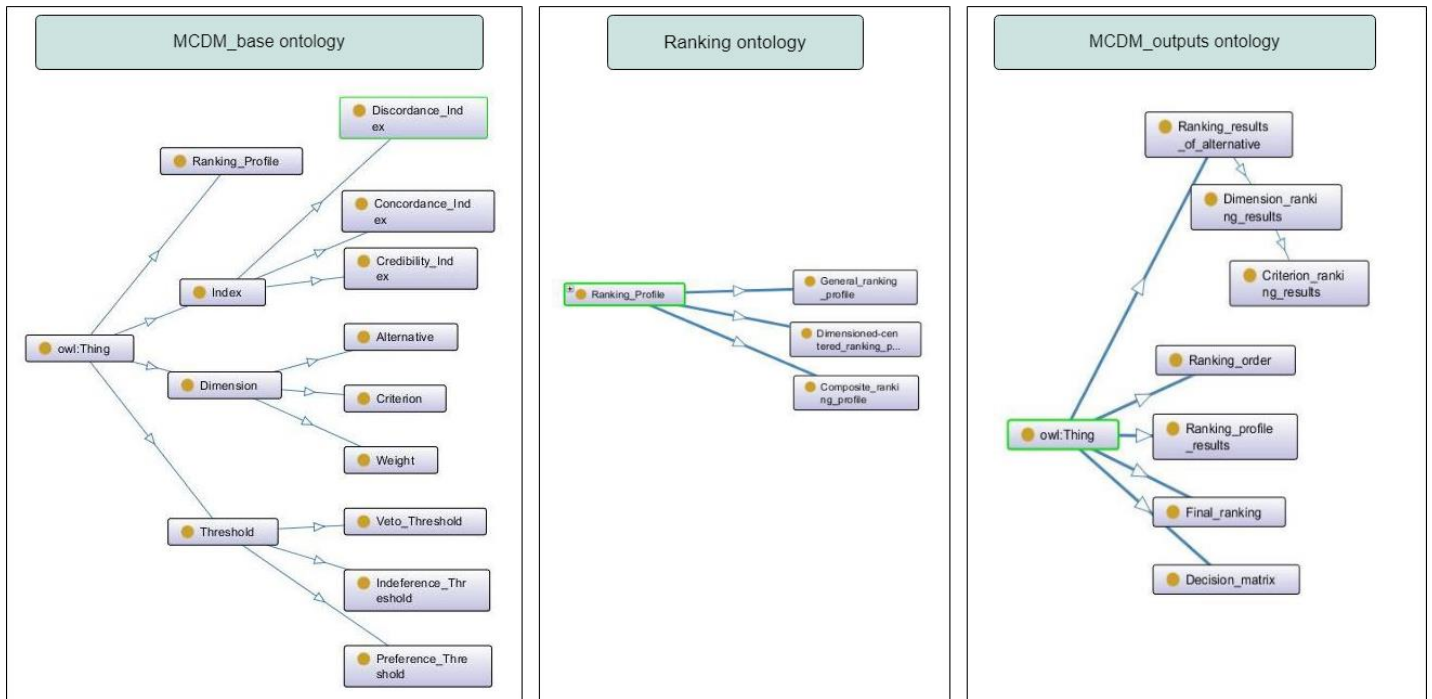 MCDM_base ontology
Discordance_Ind
ex
Ranking_Profile
Concordance_Ind
ex
Credibility_Ind
ex
Index
Alternative
owl:Thing
Dimension
Criterion
Weight
Veto_Threshold
Threshold
Indeference_Thr
eshold
Preference_Thre
shold
Ranking ontology
General_ranking
_profile
Ranking_Profile
Dimensioned-cen
tered_ranking_p...
Composite_ranki
ng_profile
MCDM_outputs ontology
Ranking_results
_of_alternative
Dimension_ranki
ng_results
Criterion_ranki
ng_results
Ranking_order
owl:Thing
Ranking_profile
_results
Final_ranking
Decision_matrix